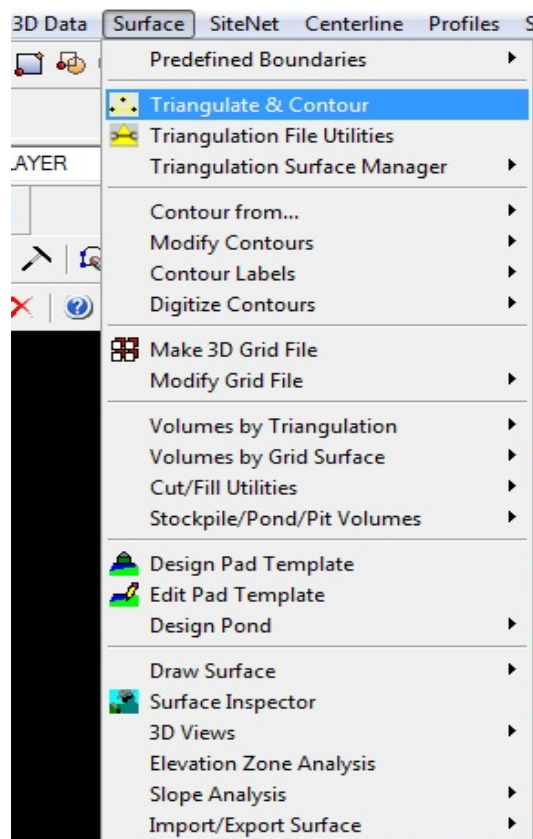 3D Data Surface SiteNet Centerline Profiles S
Predefined Boundaries
Triangulate & Contour
Triangulation File Utilities
AYER
Triangulation Surface Manager
Contour from...
Modify Contours
Contour Labels
Digitize Contours
Make 3D Grid File
Modify Grid File
Volumes by Triangulation
Volumes by Grid Surface
Cut/Fill Utilities
Stockpile/Pond/Pit Volumes
Design Pad Template
Edit Pad Template
Design Pond
Draw Surface
Surface Inspector
3D Views
Elevation Zone Analysis
Slope Analysis
Import/Export Surface